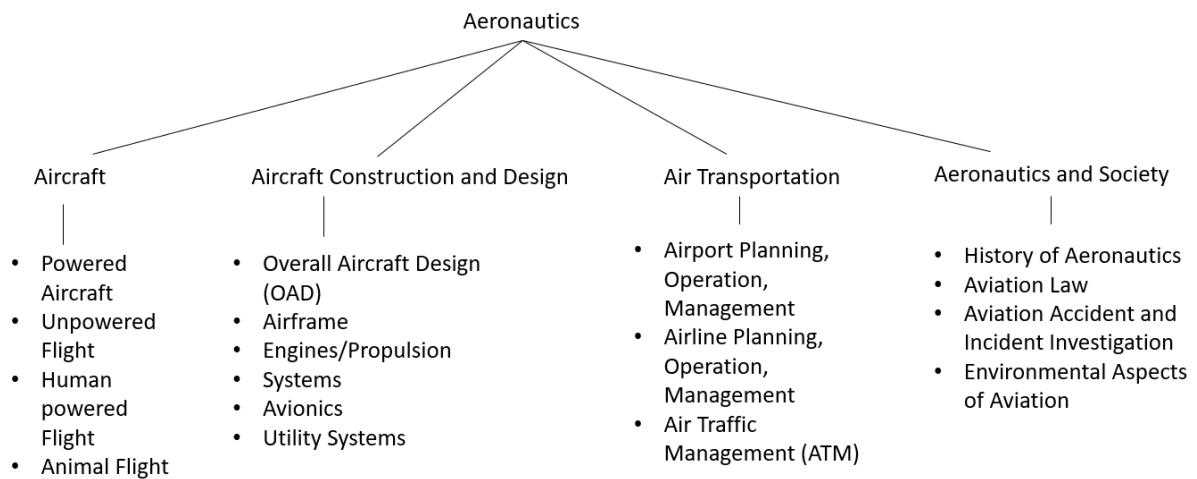 Aeronautics
Aircraft
• Powered
Aircraft
• Unpowered
Flight
• Human
powered
Flight
• Animal Flight
Aircraft Construction and Design
• Overall Aircraft Design
(OAD)
• Airframe
• Engines/Propulsion
• Systems
• Avionics
• Utility Systems
Air Transportation
• Airport Planning,
Operation,
Management
• Airline Planning,
Operation,
Management
• Air Traffic
Management (ATM)
Aeronautics and Society
• History of Aeronautics
• Aviation Law
• Aviation Accident and
Incident Investigation
• Environmental Aspects
of Aviation